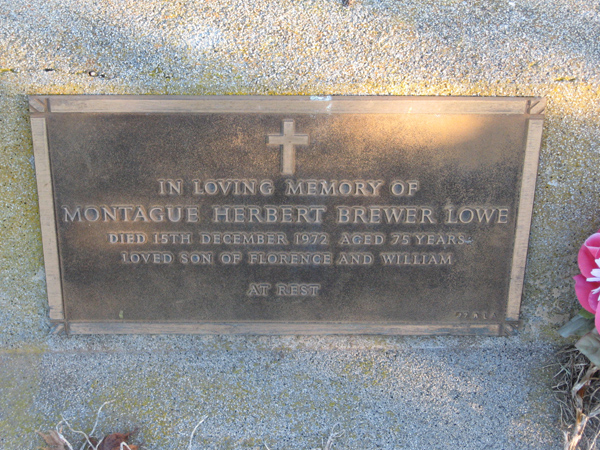 IN LOVING MEMORY OF
MONTAGUE HERBERT BREWER LOWE
DIED 15TH DECEMBER 1972 AGED 75 YEARS
LOVED SON OF FLORENCE AND WILLIAM
AT REST